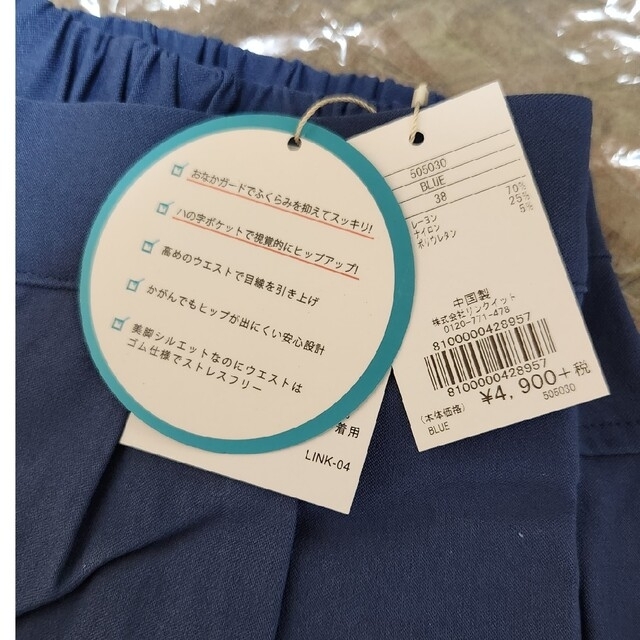 おなかガードでふくらみを抑えてスッキリ!
ハの字ポケットで視覚的にヒップアップ!
高めのウエストで目線を引き上げ
かがんでもヒップが出にくい安心設計
美脚シルエットなのにウエストは
ゴム仕様でストレスフリー
着用
LINK-04
505030
BLUE
38
レーヨン 70%
ナイロン 25%
ポリウレタン 5%
中国製
株式会社リンクイット
0120-771-478
8100000428957
8100000428957
(本体価格) ¥4,900+税
BLUE 505030